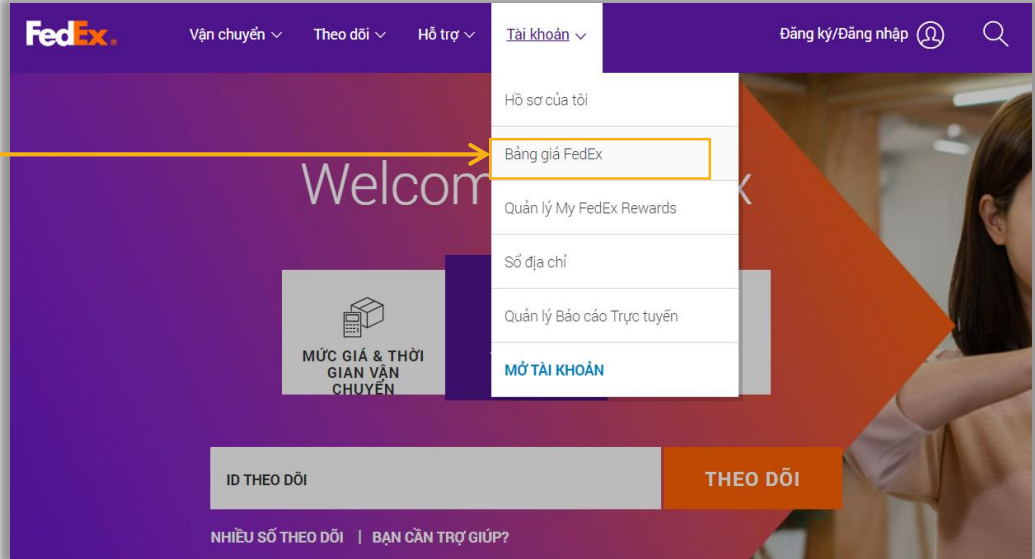 FedEx.
Vận chuyển
Theo dõi
Hỗ trợ
Tài khoản
Đăng ký/Đăng nhập
Hồ sơ của tôi
Bảng giá FedEx
Quản lý My FedEx Rewards
Sổ địa chỉ
Quản lý Báo cáo Trực tuyến
MỞ TÀI KHOẢN
Welcom
x
MỨC GIÁ & THỜI
GIAN VẬN
CHUYỂN
ID THEO DÕI
THEO DÕI
NHIỀU SỐ THEO DÕI | BẠN CẦN TRỢ GIÚP?